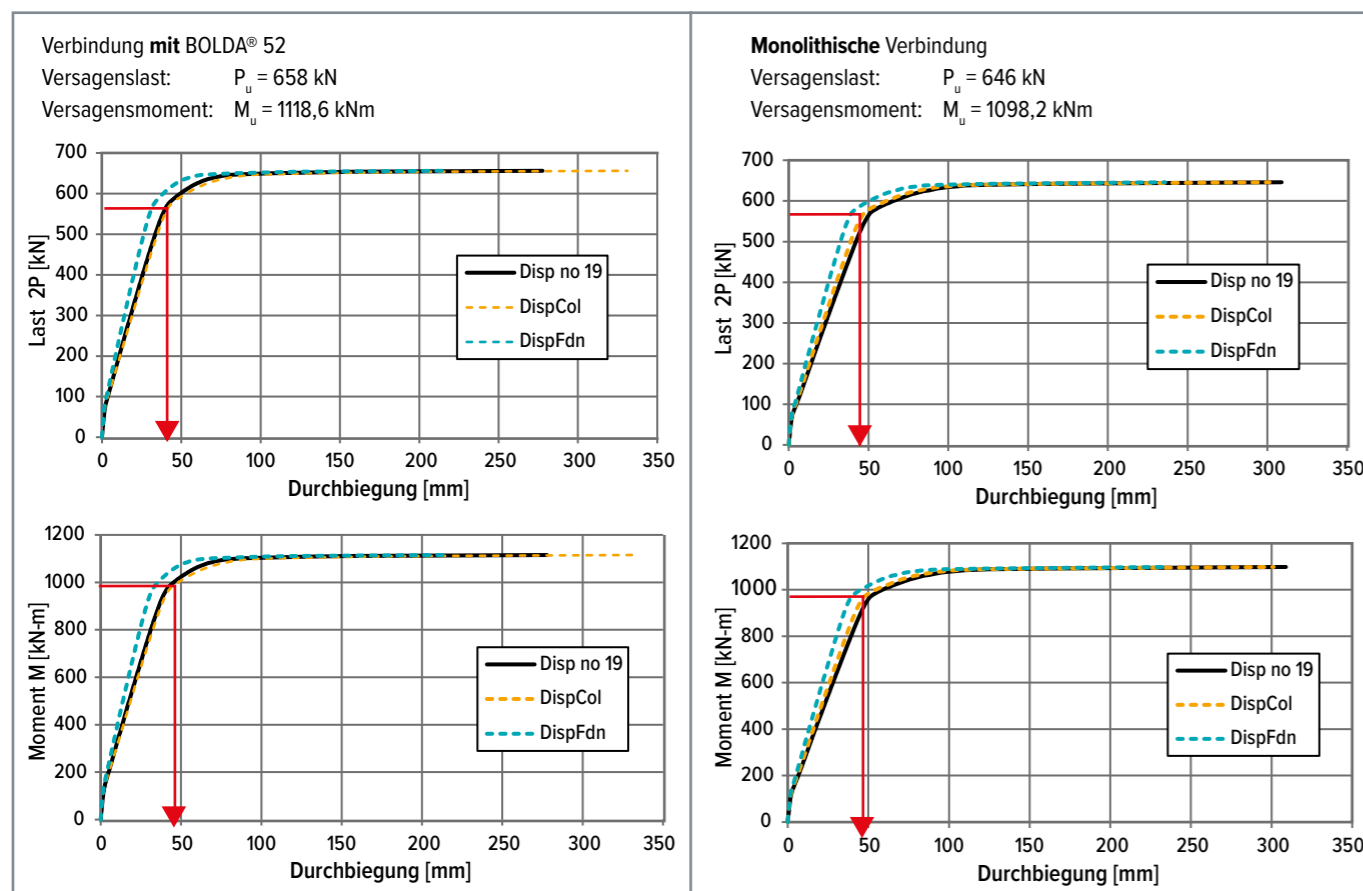 Verbindung mit BOLDA® 52
Versagenslast: Pu = 658 kN
Versagensmoment: Mu = 1118,6 kNm
700
600
500
400
300
200
100
0
Last 2P [kN]
Disp no 19
DispCol
DispFdn
0 50 100 150 200 250 300 350
Durchbiegung [mm]
1200
1000
800
600
400
200
0
Moment M [kN-m]
Disp no 19
DispCol
DispFdn
0 50 100 150 200 250 300 350
Durchbiegung [mm]
Monolithische Verbindung
Versagenslast: Pu = 646 kN
Versagensmoment: Mu = 1098,2 kNm
700
600
500
400
300
200
100
0
Last 2P [kN]
Disp no 19
DispCol
DispFdn
0 50 100 150 200 250 300 350
Durchbiegung [mm]
1200
1000
800
600
400
200
0
Moment M [kN-m]
Disp no 19
DispCol
DispFdn
0 50 100 150 200 250 300 350
Durchbiegung [mm]